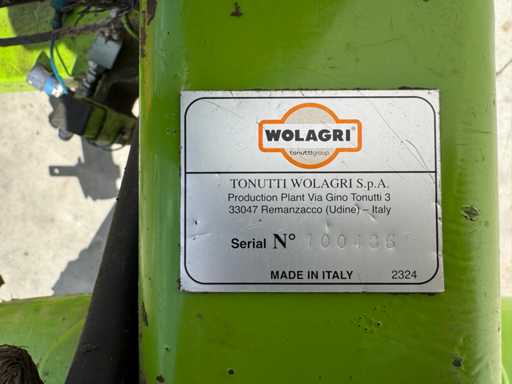 WOLAGRI
tonuttigroup
TONUTTI WOLAGRI S.p.A.
Production Plant Via Gino Tonutti 3
33047 Remanzacco (Udine) – Italy
Serial N° 100436
MADE IN ITALY 2324